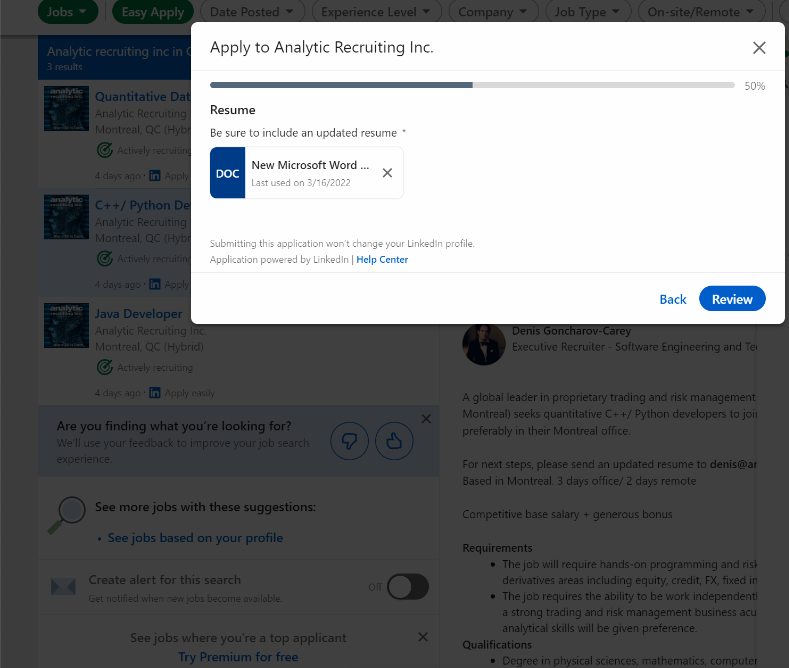 Jobs
Easy Apply
Date Posted
Experience Level
Company
Job Type
On-site/Remote
Analytic recruiting inc in
3 results
Apply to Analytic Recruiting Inc.
50%
Resume
Be sure to include an updated resume *
DOC
New Microsoft Word ...
Last used on 3/16/2022
Submitting this application won't change your LinkedIn profile.
Application powered by LinkedIn | Help Center
Back
Review
analytic
Quantitative Dat
Analytic Recruiting
Montreal, QC (Hybr
Actively recruiting
4 days ago · in Apply
analytic
C++/ Python De
Analytic Recruiting
Montreal, QC (Hybr
Actively recruiting
4 days ago · in Apply
analytic
Java Developer
Analytic Recruiting Inc.
Montreal, QC (Hybrid)
Actively recruiting
4 days ago · in Apply easily
Are you finding what you're looking for?
We'll use your feedback to improve your job search
experience.
See more jobs with these suggestions:
• See jobs based on your profile
Create alert for this search
Get notified when new jobs become available.
Off
See jobs where you're a top applicant
Try Premium for free
Denis Goncharov-Carey
Executive Recruiter - Software Engineering and Te
A global leader in proprietary trading and risk management
Montreal) seeks quantitative C++/ Python developers to joi
preferably in their Montreal office.
For next steps, please send an updated resume to denis@a
Based in Montreal. 3 days office/ 2 days remote
Competitive base salary + generous bonus
Requirements
• The job will require hands-on programming and risk
derivatives areas including equity, credit, FX, fixed in
• The job requires the ability to be work independent
a strong trading and risk management business acu
analytical skills will be given preference.
Qualifications
• Degree in physical sciences, mathematics, computer